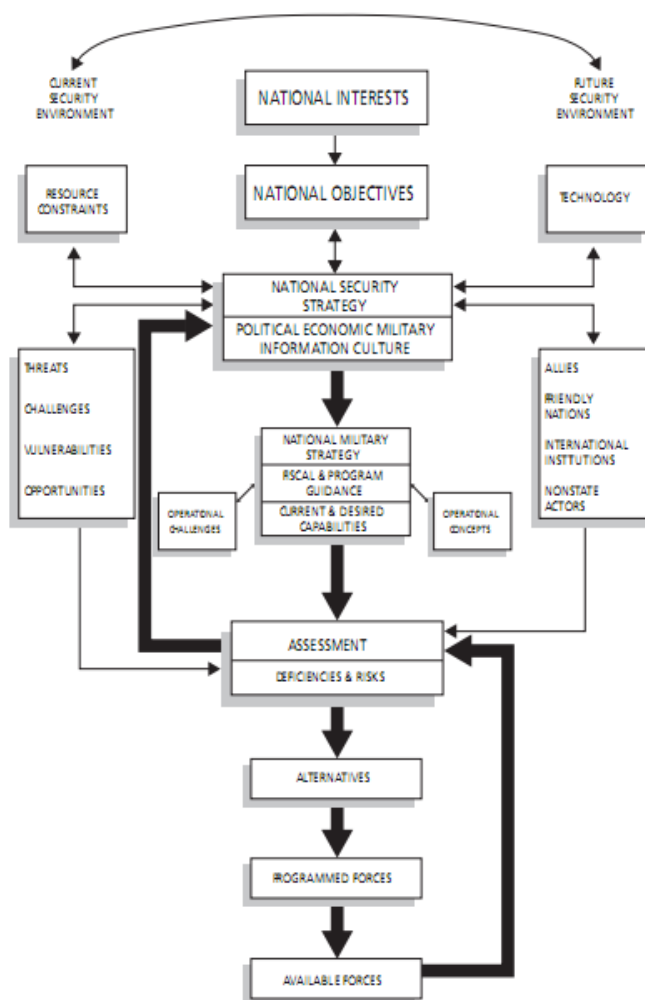 CURRENT
SECURITY
ENVIRONMENT
NATIONAL INTERESTS
FUTURE
SECURITY
ENVIRONMENT
RESOURCE
CONSTRAINTS
NATIONAL OBJECTIVES
TECHNOLOGY
NATIONAL SECURITY
STRATEGY
POLITICAL ECONOMIC MILITARY
INFORMATION CULTURE
THREATS
CHALLENGES
VULNERABILITIES
OPPORTUNITIES
ALLIES
FRIENDLY
NATIONS
INTERNATIONAL
INSTITUTIONS
NONSTATE
ACTORS
NATIONAL MILITARY
STRATEGY
FISCAL & PROGRAM
GUIDANCE
CURRENT & DESIRED
CAPABILITIES
OPERATIONAL
CHALLENGES
OPERATIONAL
CONCEPTS
ASSESSMENT
DEFICIENCIES & RISKS
ALTERNATIVES
PROGRAMMED FORCES
AVAILABLE FORCES